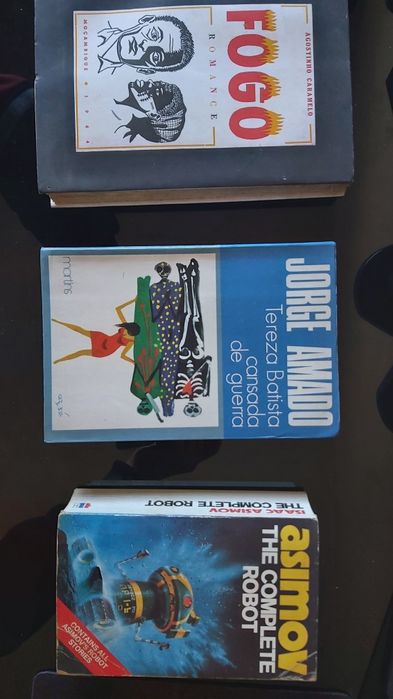 AGOSTINHO CARAMELO
FOGO
ROMANCE
MOÇAMBIQUE 1964
JORGE AMADO
Tereza Batista
cansada
de guerra
martins
ISAAC ASIMOV
THE COMPLETE ROBOT
asimov
THE COMPLETE
ROBOT
CONTAINS ALL
ASIMOV'S ROBOT
STORIES